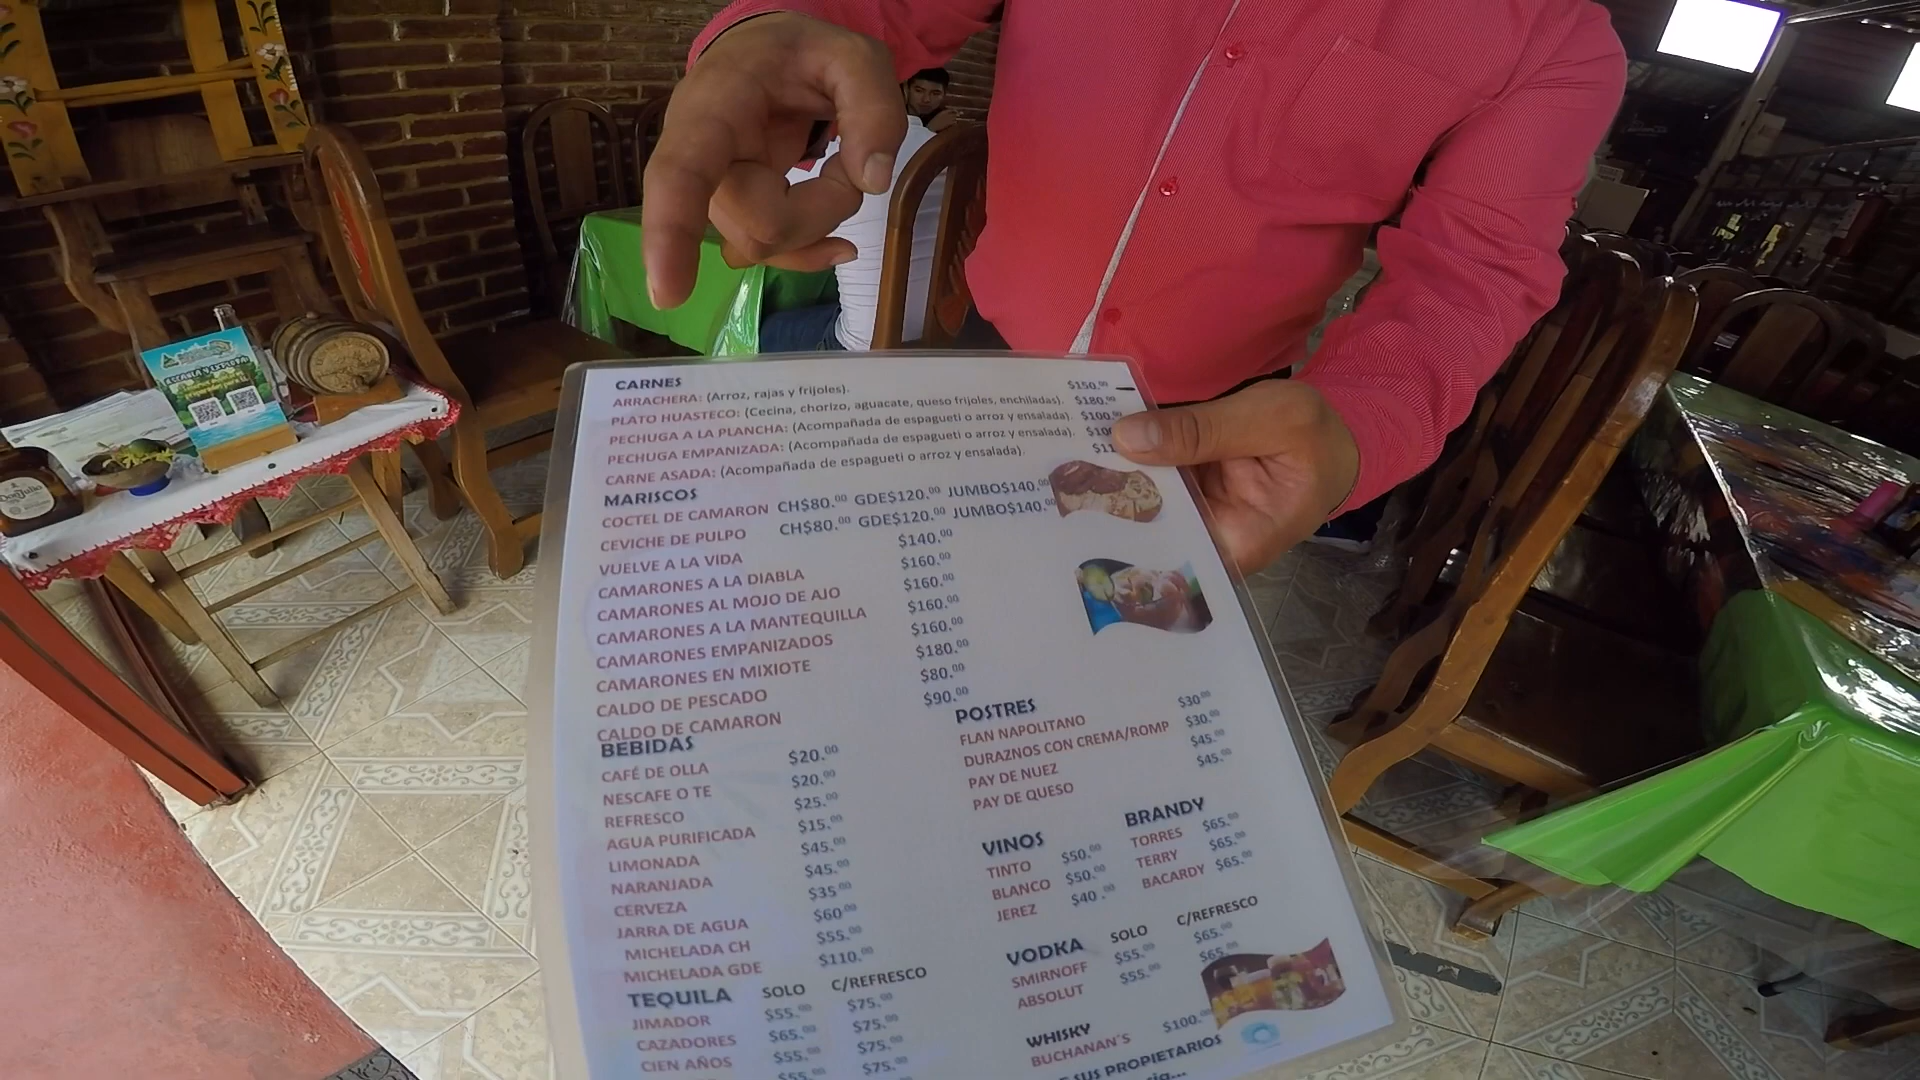 CARNES
ARRACHERA: (Arroz, rajas y frijoles). $150.00
PLATO HUASTECO: (Cecina, chorizo, aguacate, queso frijoles, enchiladas). $180.00
PECHUGA A LA PLANCHA: (Acompañada de espagueti o arroz y ensalada). $100.00
PECHUGA EMPANIZADA: (Acompañada de espagueti o arroz y ensalada). $100
CARNE ASADA: (Acompañada de espagueti o arroz y ensalada). $11
MARISCOS
COCTEL DE CAMARON CH$80.00 GDE$120.00 JUMBO$140.00
CEVICHE DE PULPO CH$80.00 GDE$120.00 JUMBO$140.00
VUELVE A LA VIDA $140.00
CAMARONES A LA DIABLA $160.00
CAMARONES AL MOJO DE AJO $160.00
CAMARONES A LA MANTEQUILLA $160.00
CAMARONES EMPANIZADOS $160.00
CAMARONES EN MIXIOTE $180.00
CALDO DE PESCADO $80.00
CALDO DE CAMARON $90.00
BEBIDAS
CAFÉ DE OLLA $20.00
NESCAFE O TE $20.00
REFRESCO $25.00
AGUA PURIFICADA $15.00
LIMONADA $45.00
NARANJADA $45.00
CERVEZA $35.00
JARRA DE AGUA $60.00
MICHELADA CH $55.00
MICHELADA GDE $110.00
TEQUILA SOLO C/REFRESCO
JIMADOR $55.00 $75.00
CAZADORES $65.00 $75.00
CIEN AÑOS $55.00 $75.00
$55.00 $75.00
POSTRES
FLAN NAPOLITANO $30.00
DURAZNOS CON CREMA/ROMP $30.00
PAY DE NUEZ $45.00
PAY DE QUESO $45.00
VINOS
TINTO $50.00
BLANCO $50.00
JEREZ $40.00
BRANDY
TORRES $65.00
TERRY $65.00
BACARDY $65.00
VODKA SOLO C/REFRESCO
SMIRNOFF $55.00 $65.00
ABSOLUT $55.00 $65.00
WHISKY
BUCHANAN'S $100.00
SUS PROPIETARIOS
Don Julio